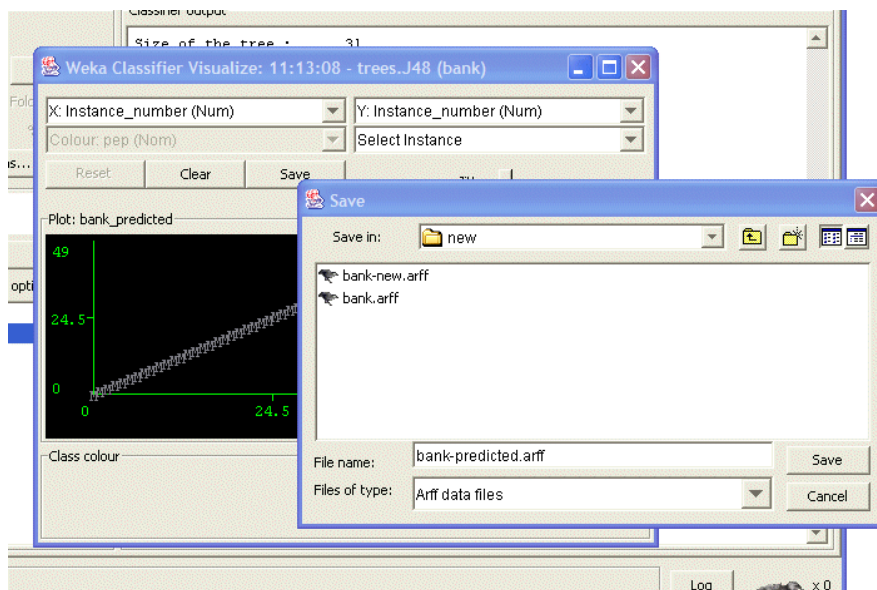 Classifier output
Size of the tree : 31
Weka Classifier Visualize: 11:13:08 - trees.J48 (bank)
X: Instance_number (Num)
Y: Instance_number (Num)
Colour: pep (Nom)
Select Instance
Reset
Clear
Save
Plot: bank_predicted
49
24.5
0
0
24.5
Class colour
Save
Save in:
new
bank-new.arff
bank.arff
File name:
bank-predicted.arff
Save
Files of type:
Arff data files
Cancel
Fold
s...
opti
Log
x 0